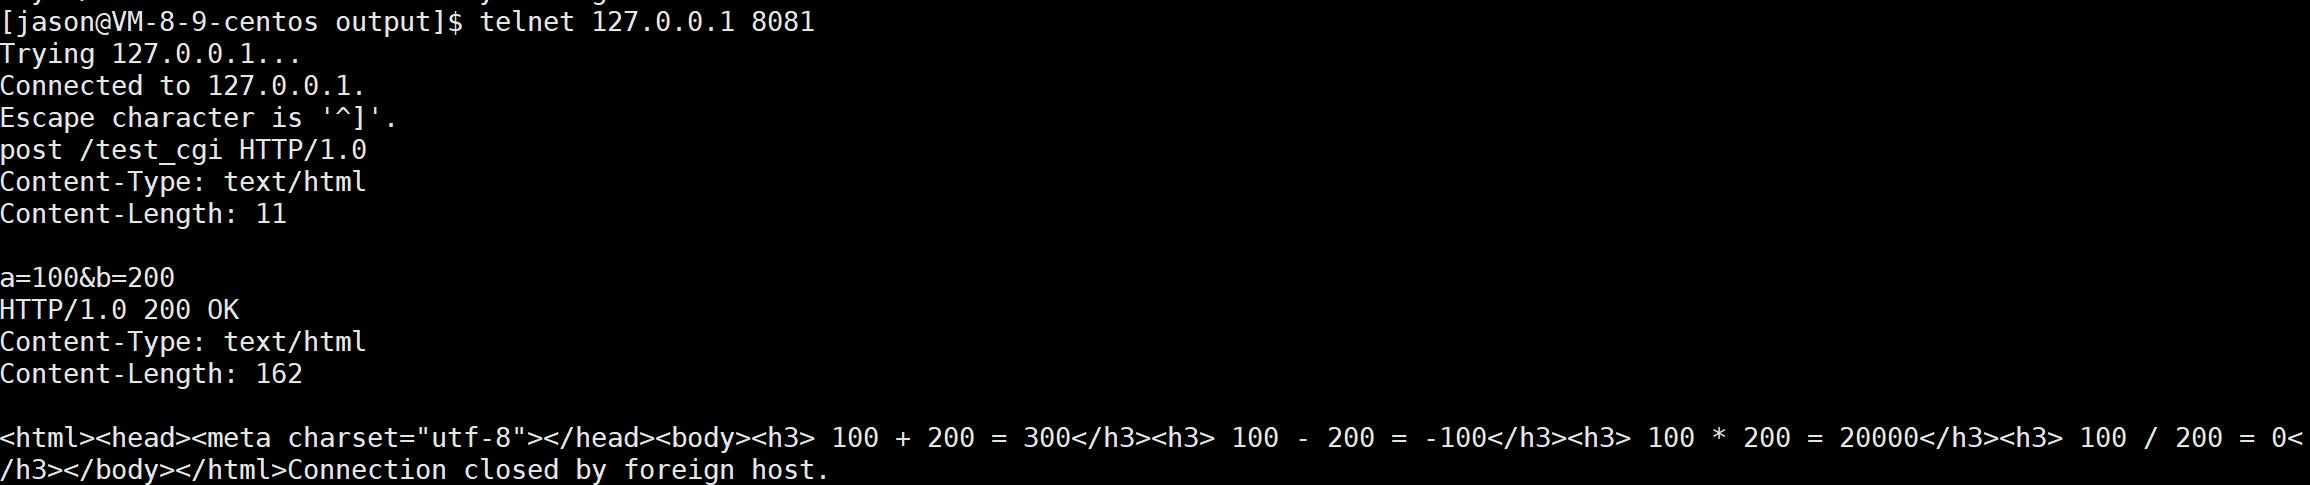 [jason@VM-8-9-centos output]$ telnet 127.0.0.1 8081
Trying 127.0.0.1...
Connected to 127.0.0.1.
Escape character is '^]'.
post /test_cgi HTTP/1.0
Content-Type: text/html
Content-Length: 11

a=100&b=200
HTTP/1.0 200 OK
Content-Type: text/html
Content-Length: 162

<html><head><meta charset="utf-8"></head><body><h3> 100 + 200 = 300</h3><h3> 100 - 200 = -100</h3><h3> 100 * 200 = 20000</h3><h3> 100 / 200 = 0<
/h3></body></html>Connection closed by foreign host.